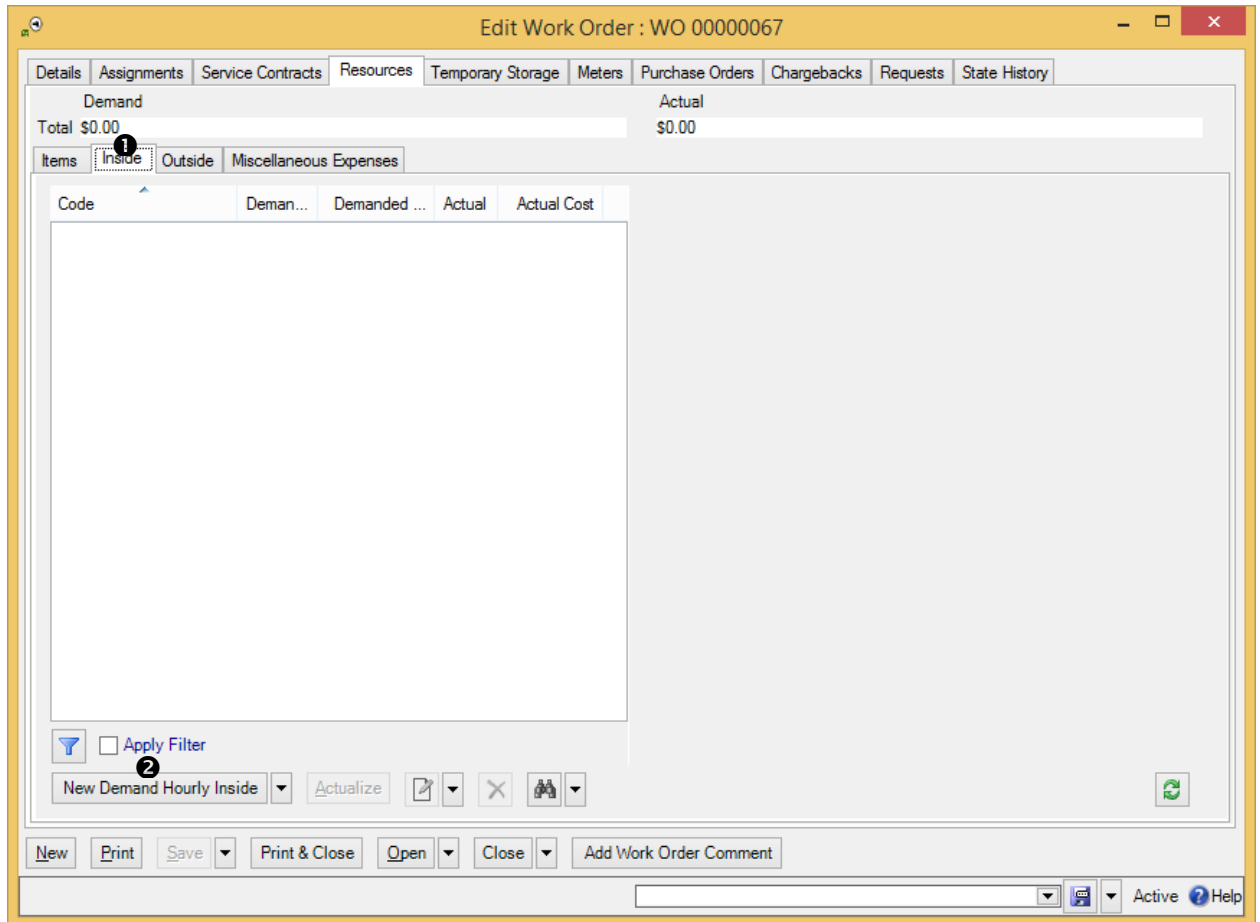 Edit Work Order : WO 00000067
Details Assignments Service Contracts Resources Temporary Storage Meters Purchase Orders Chargebacks Requests State History
Demand Actual
Total $0.00 $0.00
❶
Items Inside Outside Miscellaneous Expenses
Code Deman... Demanded ... Actual Actual Cost
Apply Filter
❷
New Demand Hourly Inside Actualize
New Print Save Print & Close Open Close Add Work Order Comment
Active Help